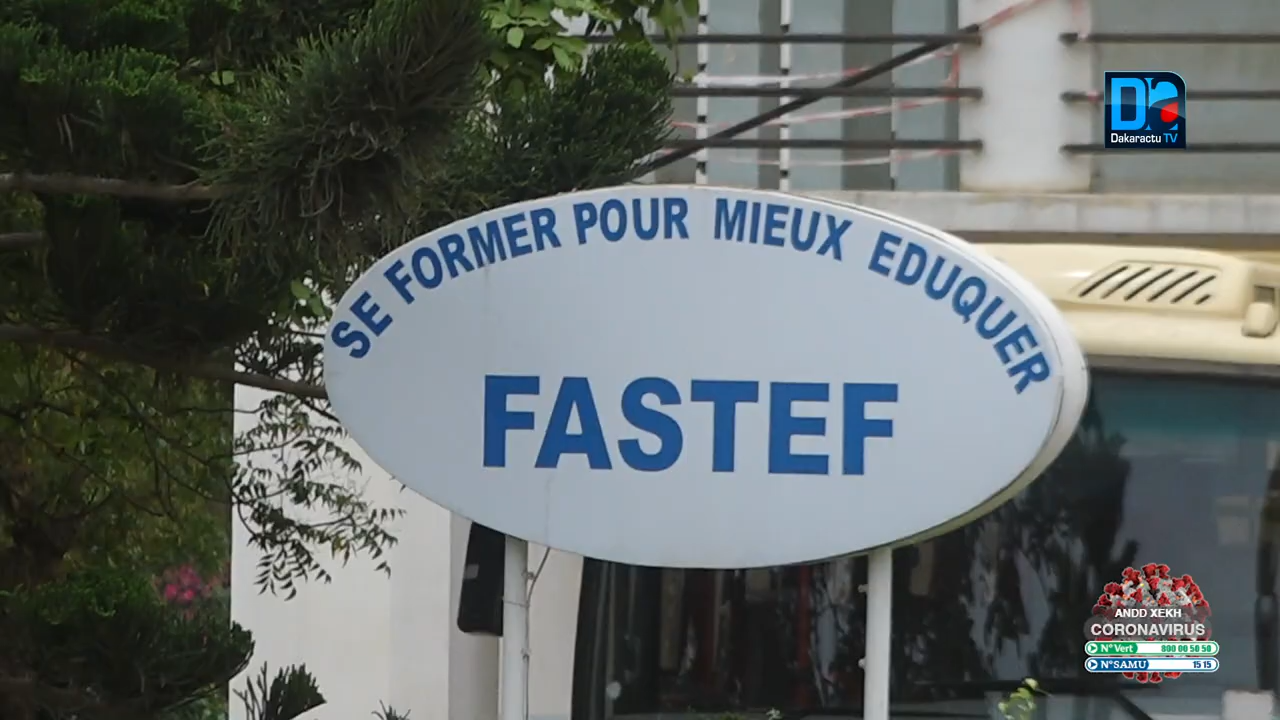 SE FORMER POUR MIEUX EDUQUER
FASTEF
Dakaractu TV
ANDD XEKH
CORONAVIRUS
N° Vert 800 00 50 50
N° SAMU 15 15